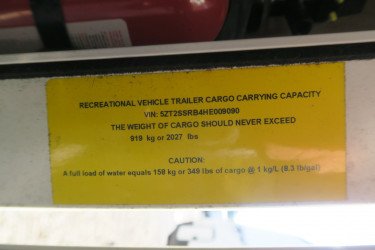 RECREATIONAL VEHICLE TRAILER CARGO CARRYING CAPACITY
VIN: 5ZT2SSRB4HE009090
THE WEIGHT OF CARGO SHOULD NEVER EXCEED
919 kg or 2027 lbs
CAUTION:
A full load of water equals 159 kg or 349 lbs of cargo @ 1 kg/L (8.3 lb/gal)